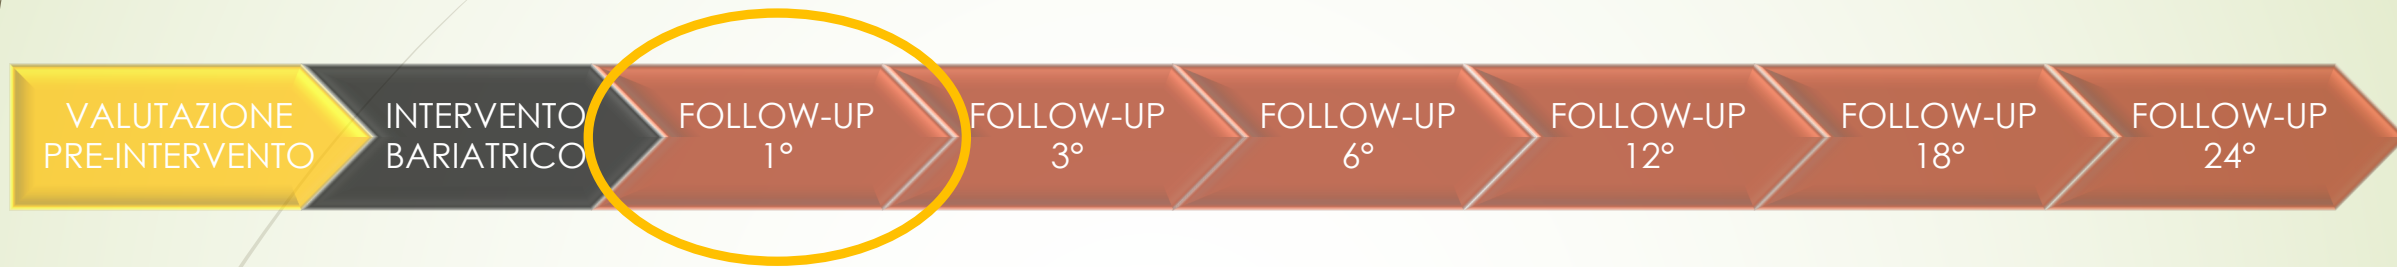 VALUTAZIONE
PRE-INTERVENTO
INTERVENTO
BARIATRICO
FOLLOW-UP
1°
FOLLOW-UP
3°
FOLLOW-UP
6°
FOLLOW-UP
12°
FOLLOW-UP
18°
FOLLOW-UP
24°